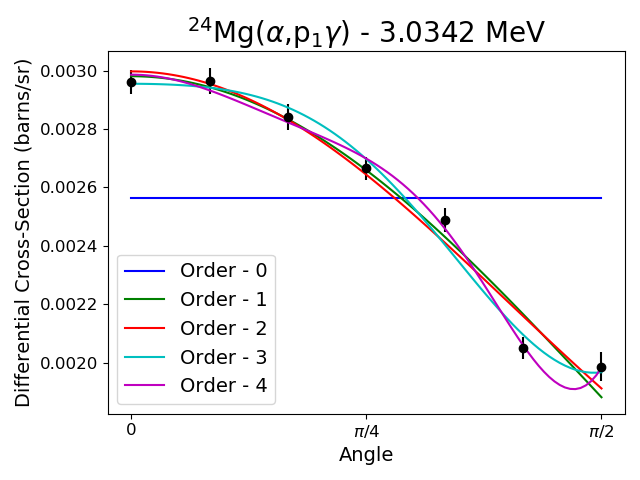 ²⁴Mg(α,p₁γ) - 3.0342 MeV
Differential Cross-Section (barns/sr)
0.0030
0.0028
0.0026
0.0024
0.0022
0.0020
Order - 0
Order - 1
Order - 2
Order - 3
Order - 4
0
π/4
π/2
Angle